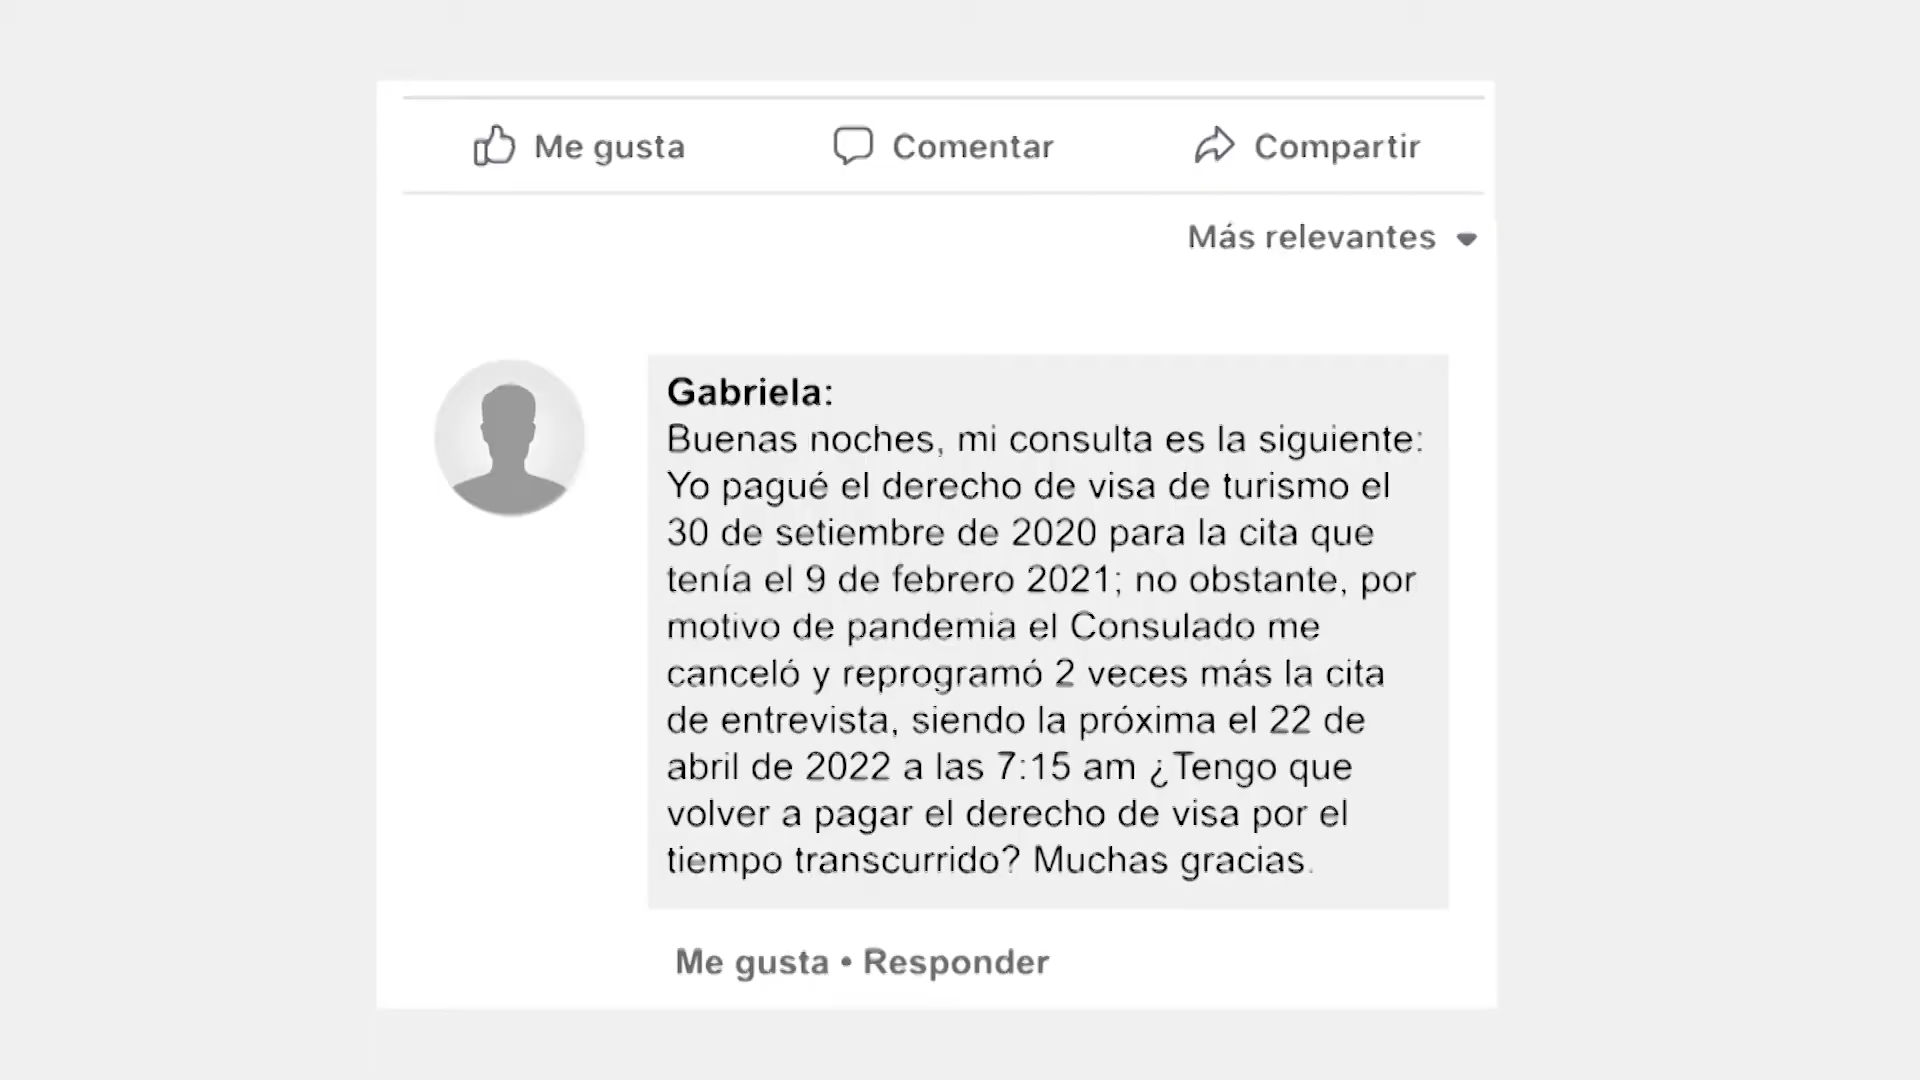 Me gusta Comentar Compartir
Más relevantes
Gabriela:
Buenas noches, mi consulta es la siguiente:
Yo pagué el derecho de visa de turismo el
30 de setiembre de 2020 para la cita que
tenía el 9 de febrero 2021; no obstante, por
motivo de pandemia el Consulado me
canceló y reprogramó 2 veces más la cita
de entrevista, siendo la próxima el 22 de
abril de 2022 a las 7:15 am ¿Tengo que
volver a pagar el derecho de visa por el
tiempo transcurrido? Muchas gracias.
Me gusta • Responder